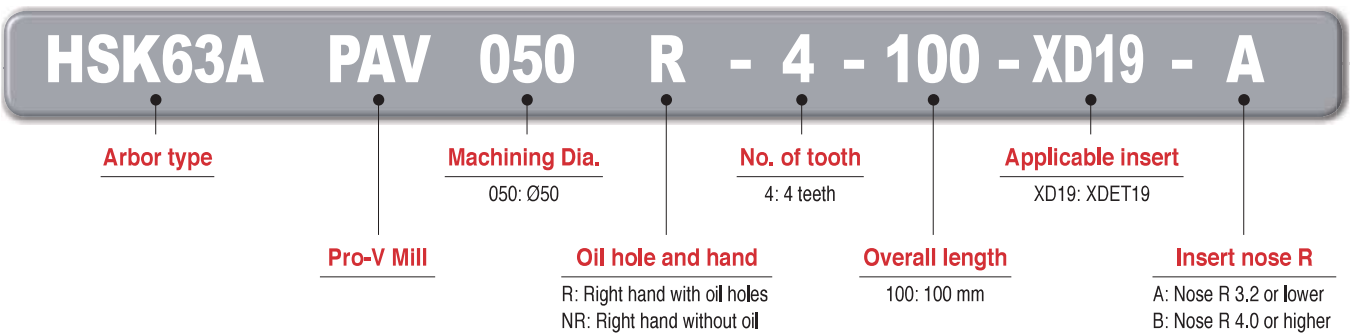 HSK63A PAV 050 R - 4 - 100 - XD19 - A
Arbor type
Machining Dia.
050: Ø50
No. of tooth
4: 4 teeth
Applicable insert
XD19: XDET19
Pro-V Mill
Oil hole and hand
R: Right hand with oil holes
NR: Right hand without oil
Overall length
100: 100 mm
Insert nose R
A: Nose R 3.2 or lower
B: Nose R 4.0 or higher